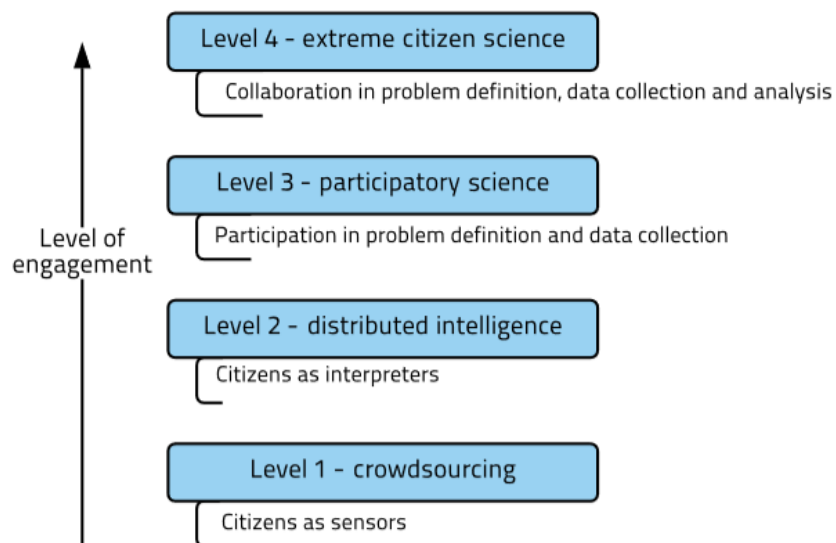 Level 4 - extreme citizen science
Collaboration in problem definition, data collection and analysis
Level 3 - participatory science
Participation in problem definition and data collection
Level of
engagement
Level 2 - distributed intelligence
Citizens as interpreters
Level 1 - crowdsourcing
Citizens as sensors